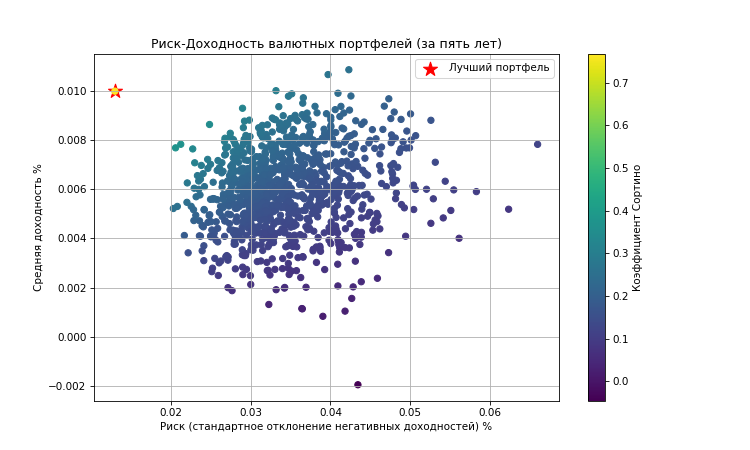 Риск-Доходность валютных портфелей (за пять лет)
Лучший портфель
Средняя доходность %
0.010
0.008
0.006
0.004
0.002
0.000
−0.002
0.02 0.03 0.04 0.05 0.06
Риск (стандартное отклонение негативных доходностей) %
0.7
0.6
0.5
0.4
0.3
0.2
0.1
0.0
Коэффициент Сортино